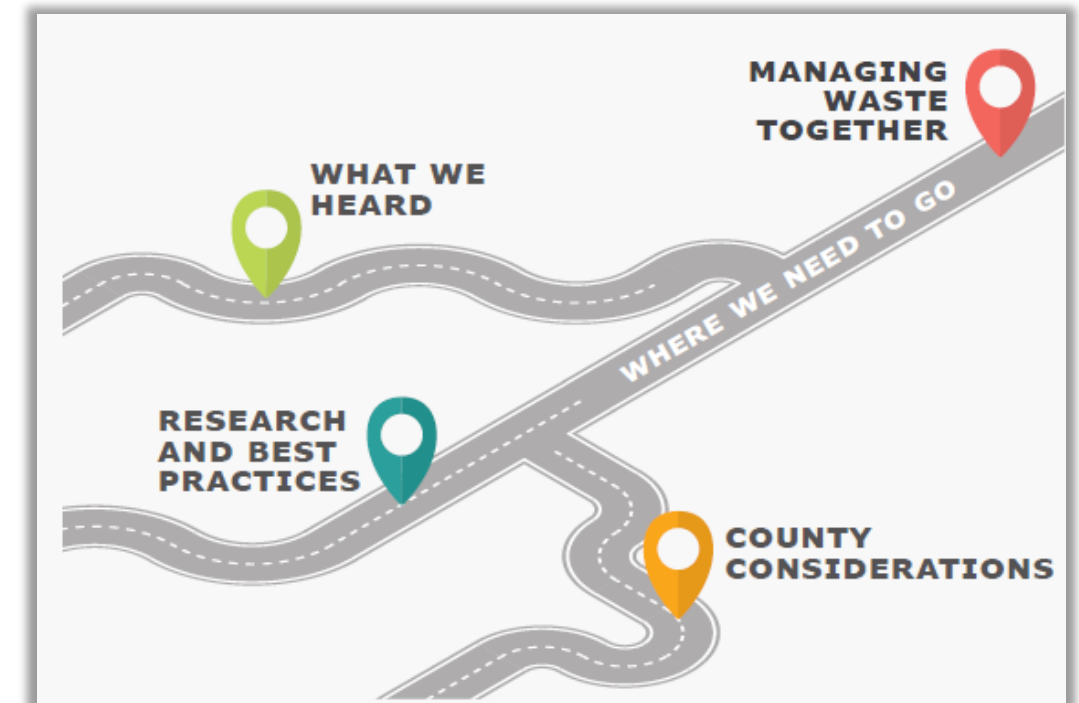 MANAGING
WASTE
TOGETHER
WHAT WE
HEARD
WHERE WE NEED TO GO
RESEARCH
AND BEST
PRACTICES
COUNTY
CONSIDERATIONS